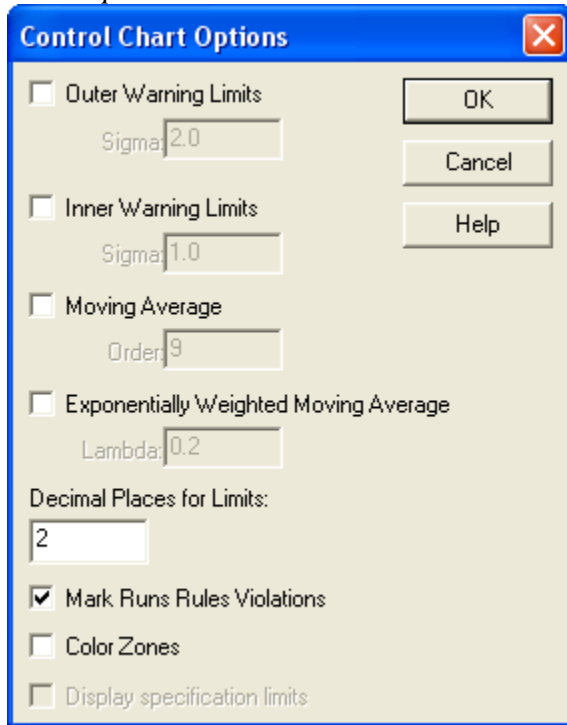 Control Chart Options
Outer Warning Limits
OK
Sigma: 2.0
Cancel
Inner Warning Limits
Help
Sigma: 1.0
Moving Average
Order: 9
Exponentially Weighted Moving Average
Lambda: 0.2
Decimal Places for Limits:
2
Mark Runs Rules Violations
Color Zones
Display specification limits